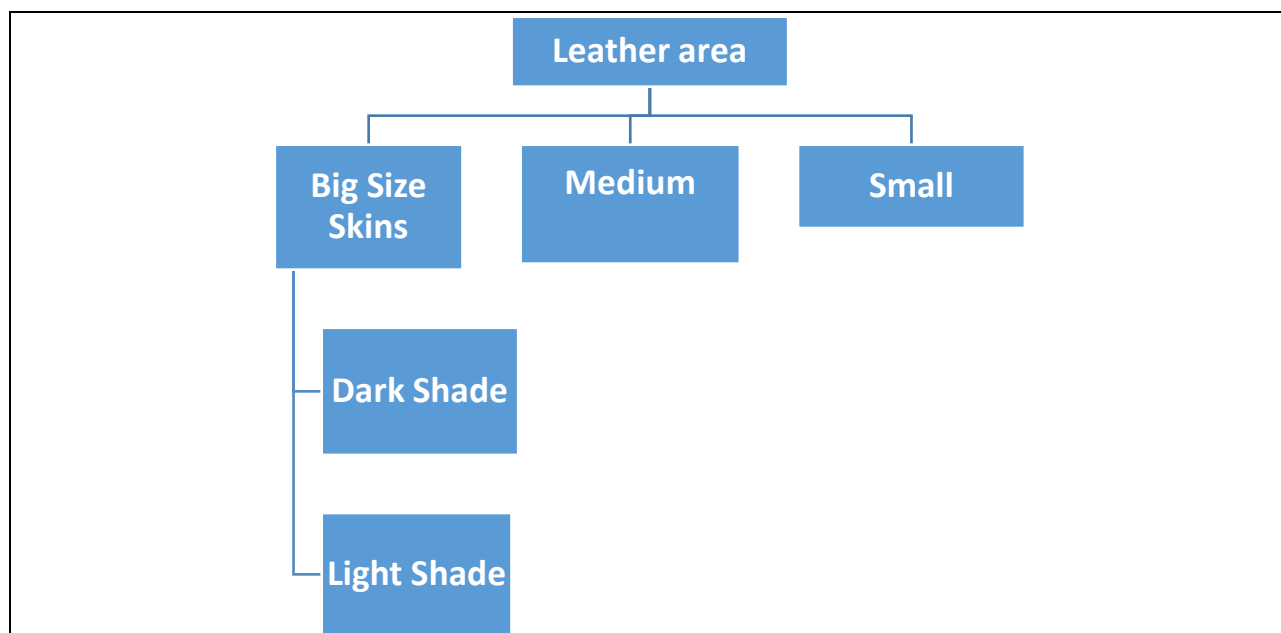 Leather area
Big Size
Skins
Medium
Small
Dark Shade
Light Shade